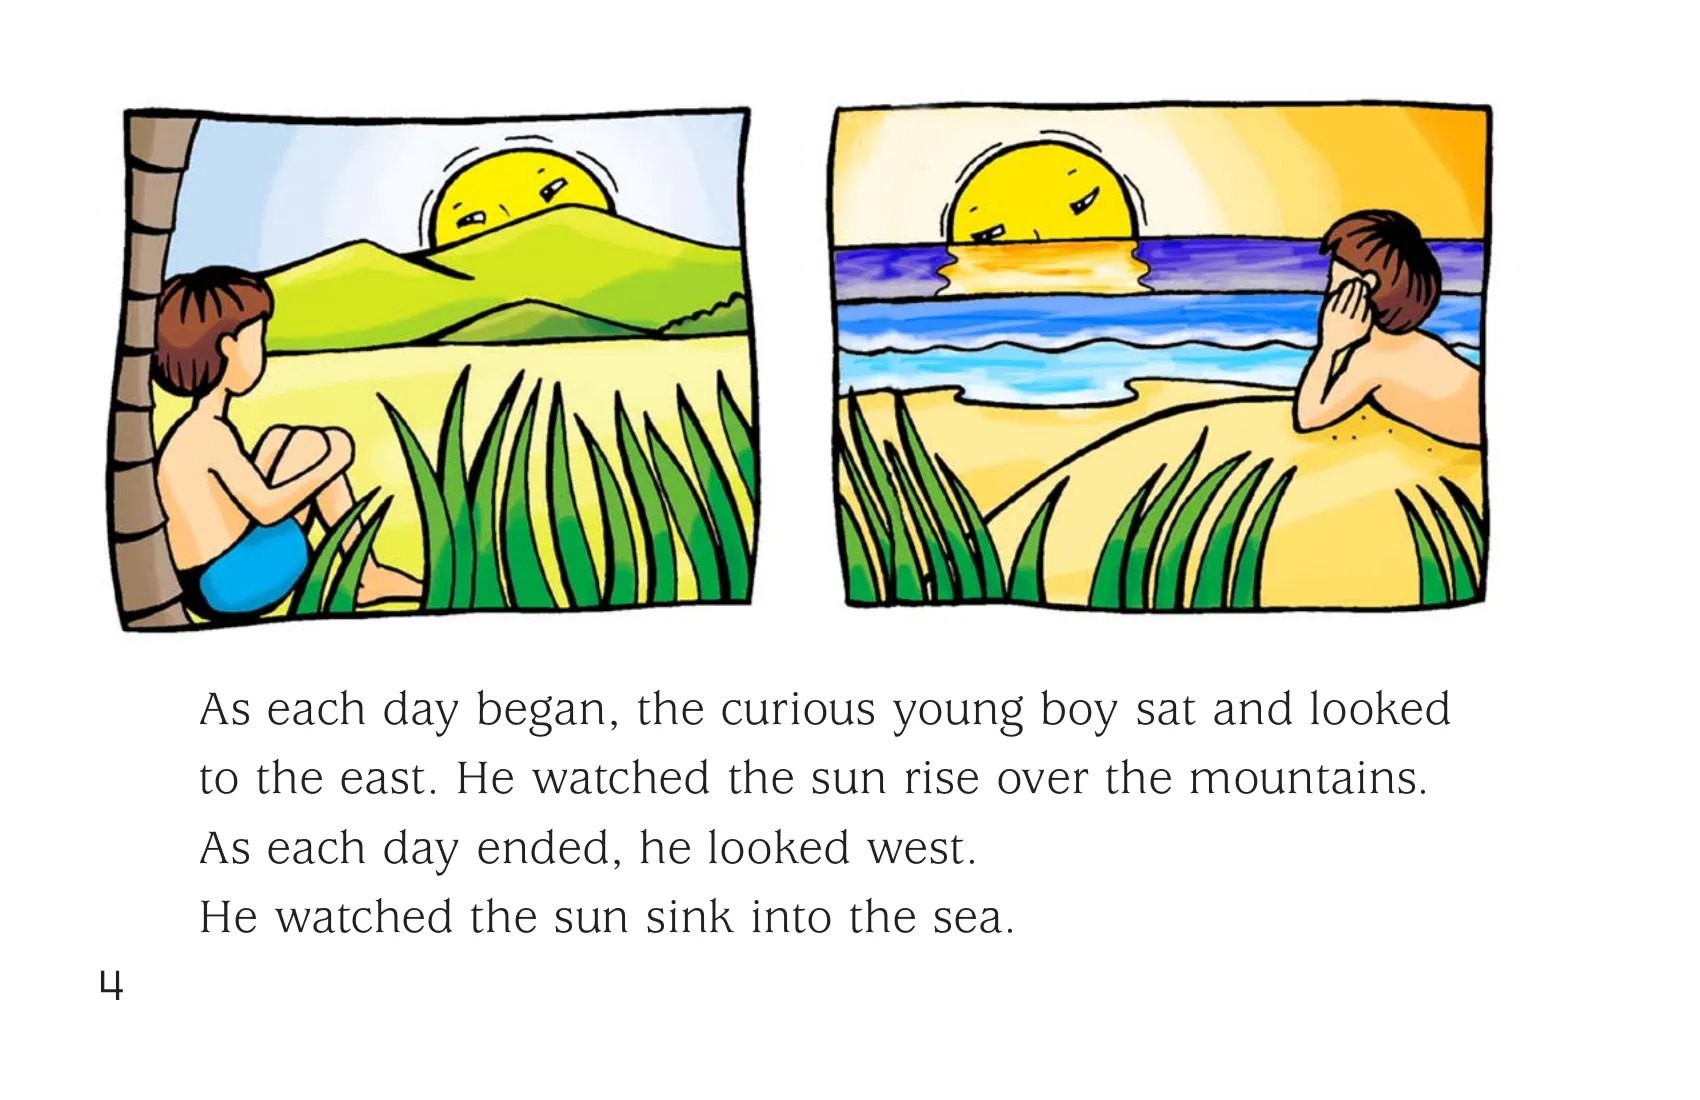 As each day began, the curious young boy sat and looked
to the east. He watched the sun rise over the mountains.
As each day ended, he looked west.
He watched the sun sink into the sea.
4